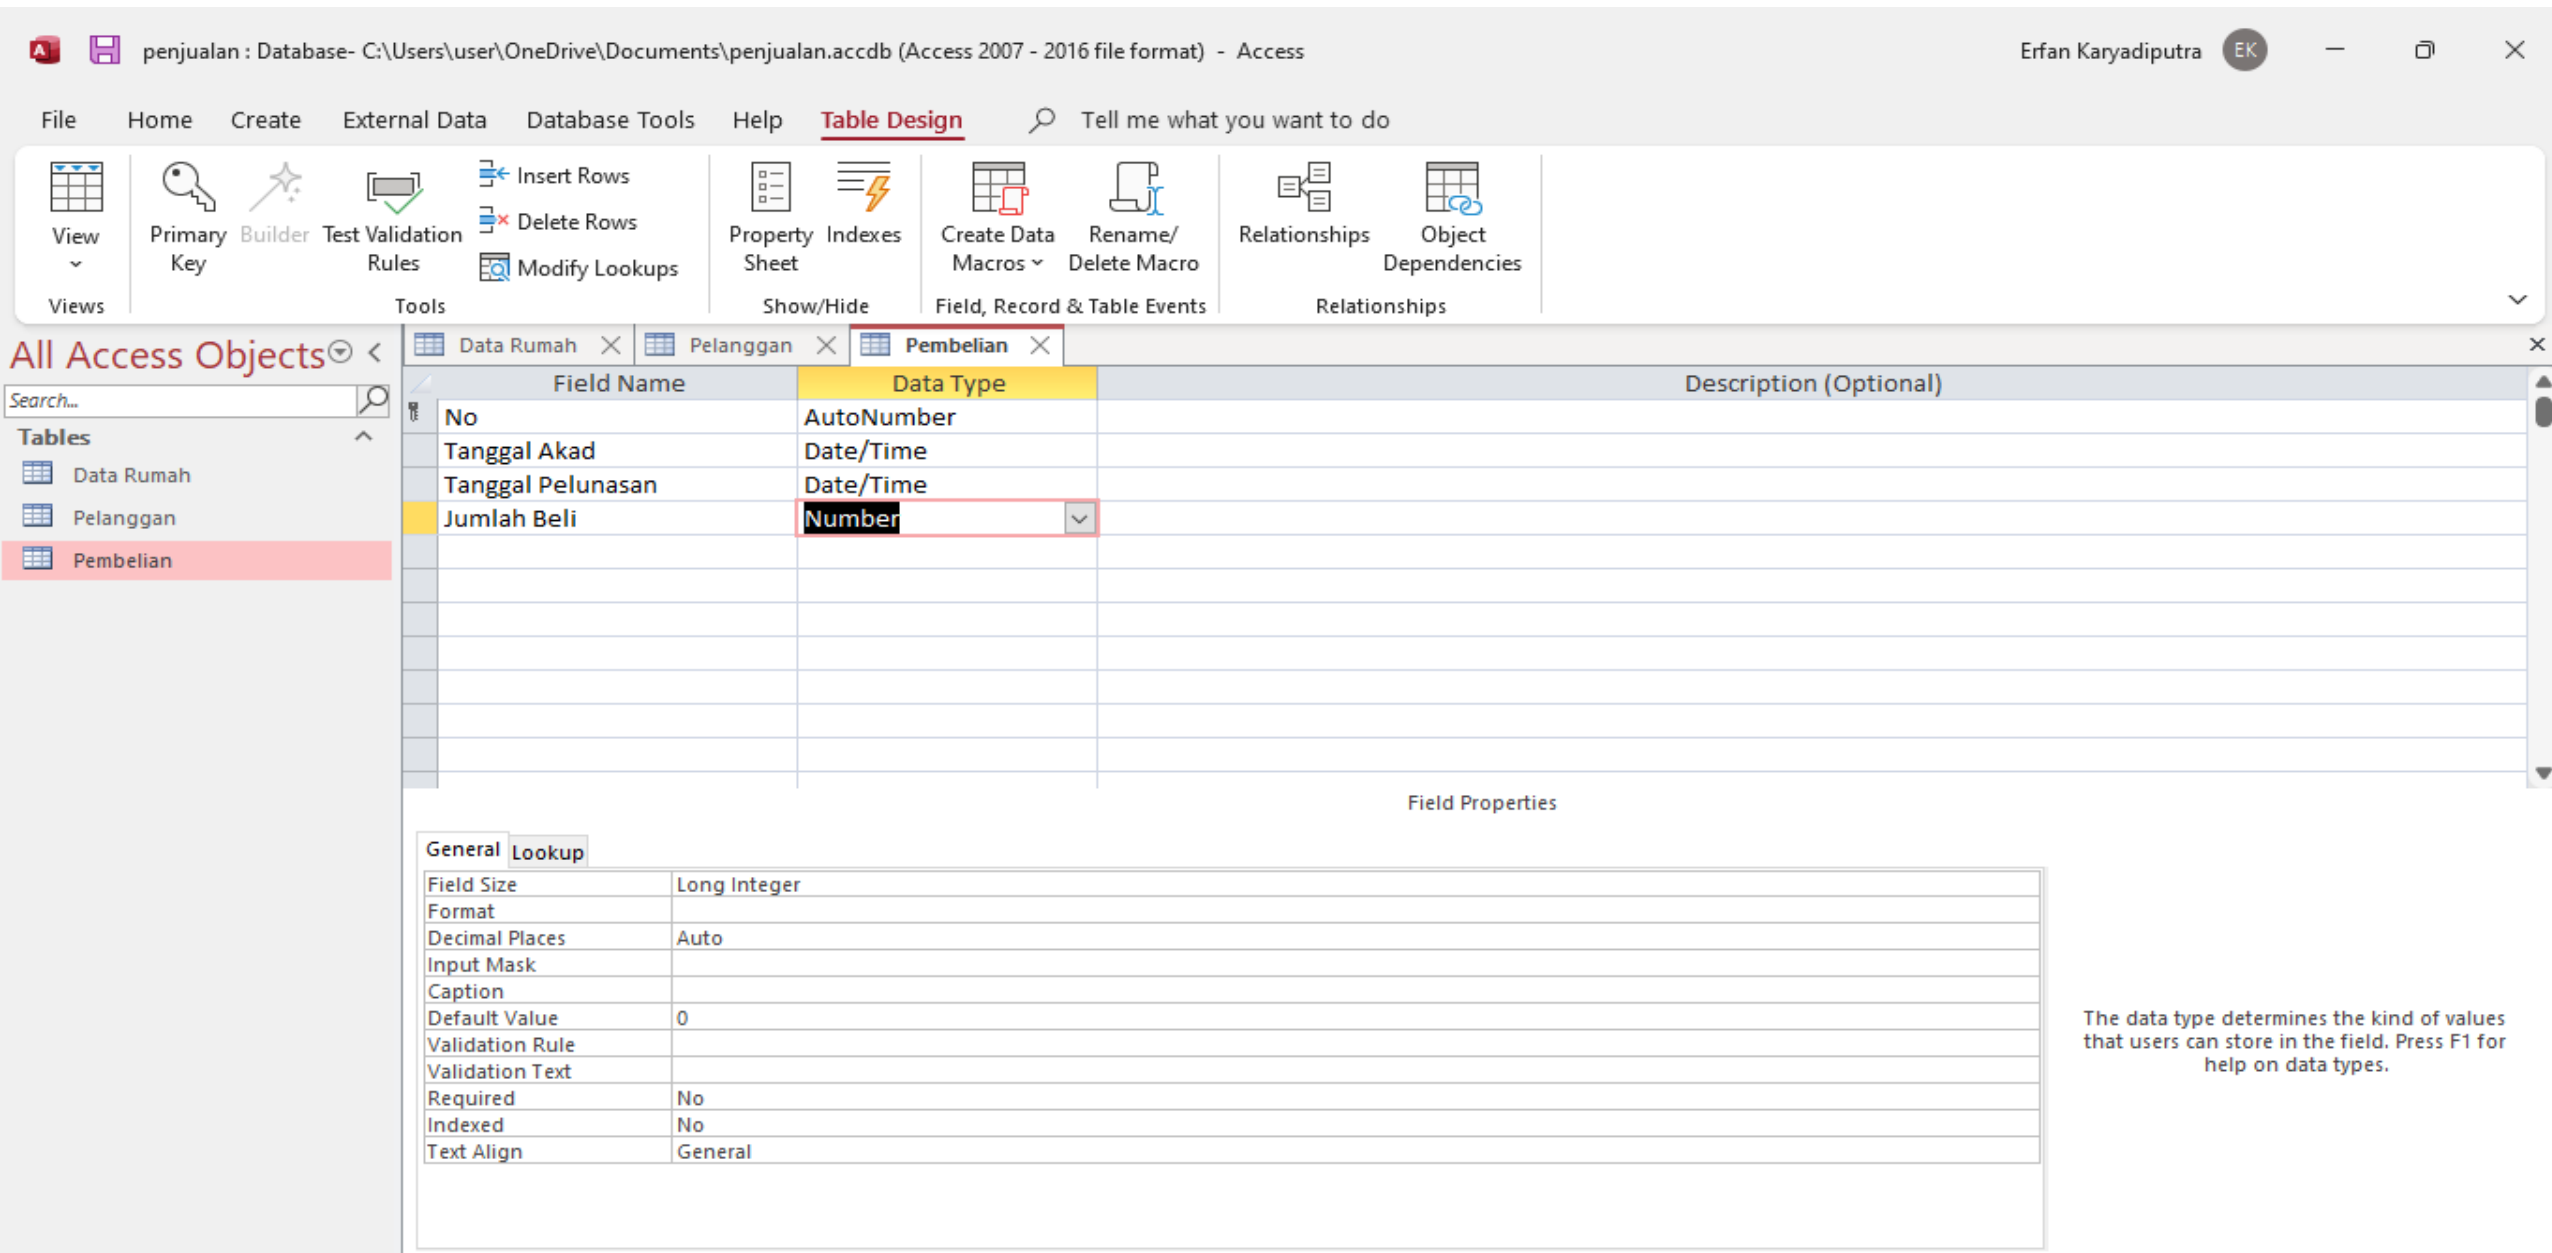 penjualan : Database- C:\Users\user\OneDrive\Documents\penjualan.accdb (Access 2007 - 2016 file format) - Access
Erfan Karyadiputra EK
File Home Create External Data Database Tools Help Table Design Tell me what you want to do
View
Views
Primary Key
Builder
Test Validation Rules
Insert Rows
Delete Rows
Modify Lookups
Tools
Property Sheet
Indexes
Show/Hide
Create Data Macros
Rename/ Delete Macro
Field, Record & Table Events
Relationships
Object Dependencies
Relationships
All Access Objects
Search...
Tables
Data Rumah
Pelanggan
Pembelian
Data Rumah Pelanggan Pembelian
Field Name Data Type Description (Optional)
No AutoNumber
Tanggal Akad Date/Time
Tanggal Pelunasan Date/Time
Jumlah Beli Number
Field Properties
General Lookup
Field Size Long Integer
Format
Decimal Places Auto
Input Mask
Caption
Default Value 0
Validation Rule
Validation Text
Required No
Indexed No
Text Align General
The data type determines the kind of values
that users can store in the field. Press F1 for
help on data types.